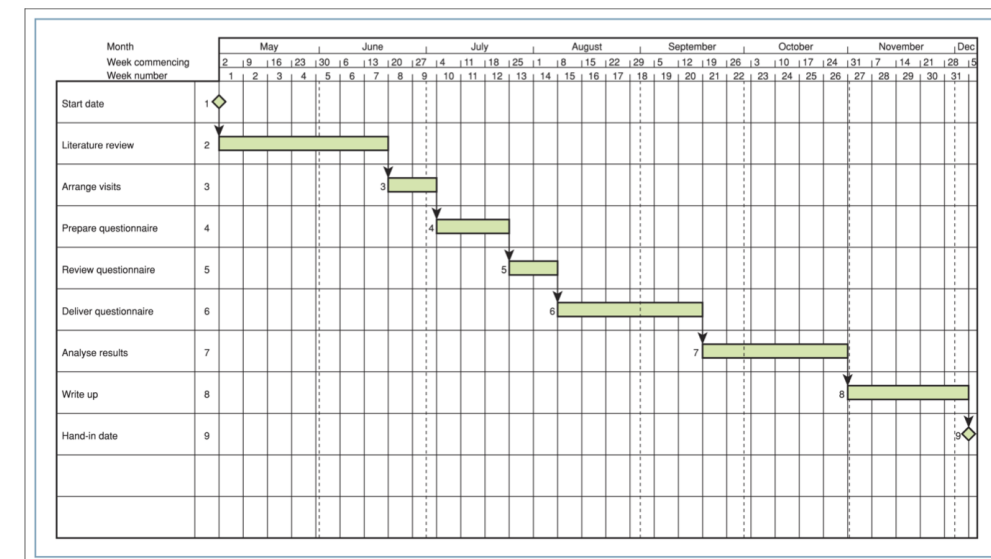 Month May June July August September October November Dec
Week commencing 2 9 16 23 30 6 13 20 27 4 11 18 25 1 8 15 22 29 5 12 19 26 3 10 17 24 31 7 14 21 28 5
Week number 1 2 3 4 5 6 7 8 9 10 11 12 13 14 15 16 17 18 19 20 21 22 23 24 25 26 27 28 29 30 31
Start date 1
Literature review 2
Arrange visits 3 3
Prepare questionnaire 4 4
Review questionnaire 5 5
Deliver questionnaire 6 6
Analyse results 7 7
Write up 8 8
Hand-in date 9 9